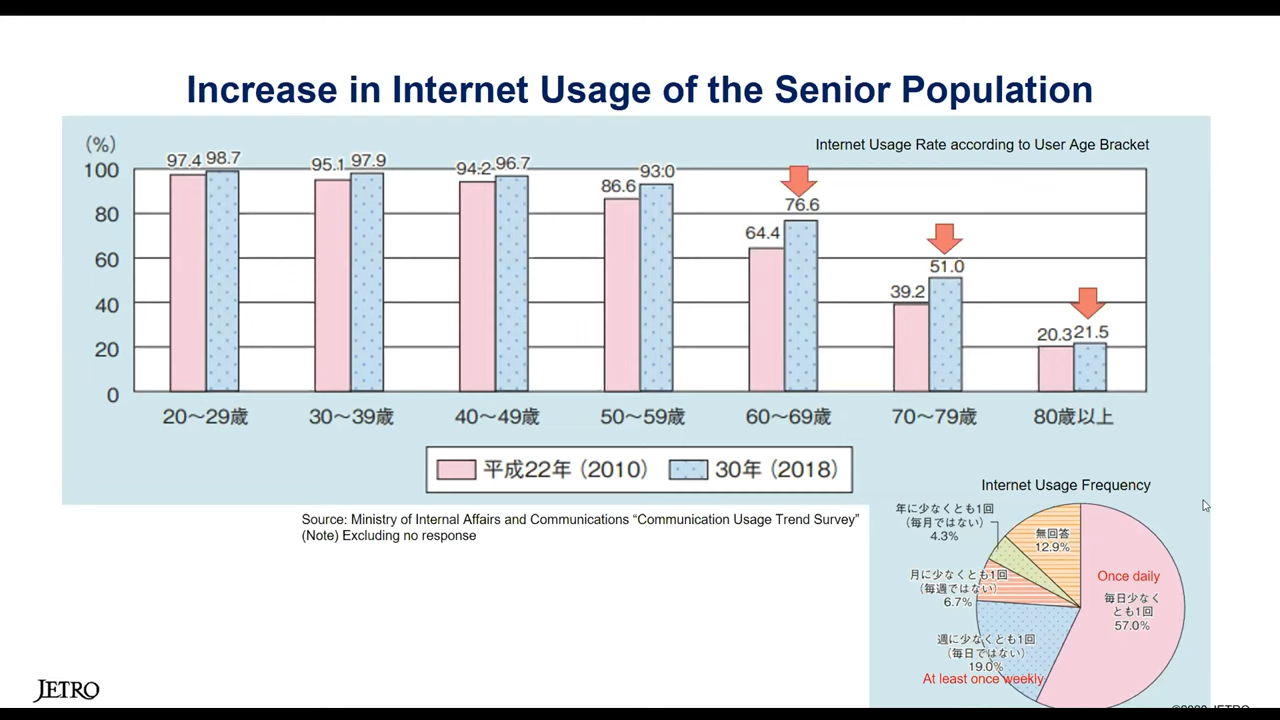 Increase in Internet Usage of the Senior Population
(%)
Internet Usage Rate according to User Age Bracket
100
80
60
40
20
0
97.4 98.7
95.1 97.9
94.2 96.7
86.6 93.0
64.4 76.6
39.2 51.0
20.3 21.5
20～29歳
30～39歳
40～49歳
50～59歳
60～69歳
70～79歳
80歳以上
平成22年(2010)
30年(2018)
Source: Ministry of Internal Affairs and Communications “Communication Usage Trend Survey”
(Note) Excluding no response
Internet Usage Frequency
年に少なくとも1回
(毎月ではない)
4.3%
無回答
12.9%
月に少なくとも1回
(毎週ではない)
6.7%
Once daily
毎日少なく
とも1回
57.0%
週に少なくとも1回
(毎日ではない)
19.0%
At least once weekly
JETRO